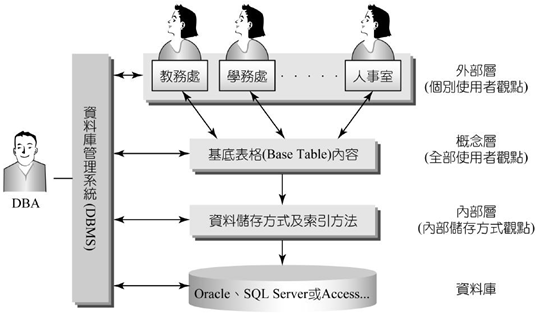 教務處
學務處
· · · · ·
人事室
外部層
(個別使用者觀點)
資料庫管理系統(DBMS)
DBA
基底表格(Base Table)內容
概念層
(全部使用者觀點)
資料儲存方式及索引方法
內部層
(內部儲存方式觀點)
Oracle、SQL Server或Access...
資料庫